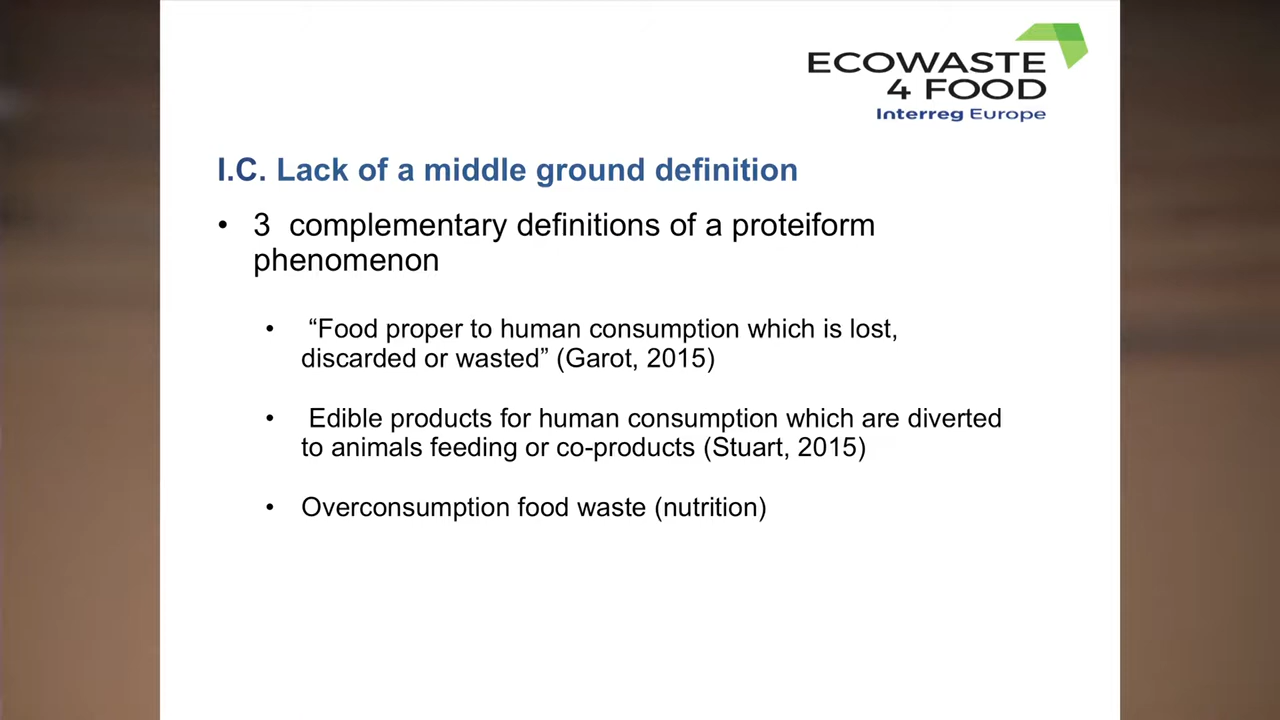 ECOWASTE
4 FOOD
Interreg Europe
I.C. Lack of a middle ground definition
• 3 complementary definitions of a proteiform
phenomenon
• “Food proper to human consumption which is lost,
discarded or wasted” (Garot, 2015)
• Edible products for human consumption which are diverted
to animals feeding or co-products (Stuart, 2015)
• Overconsumption food waste (nutrition)